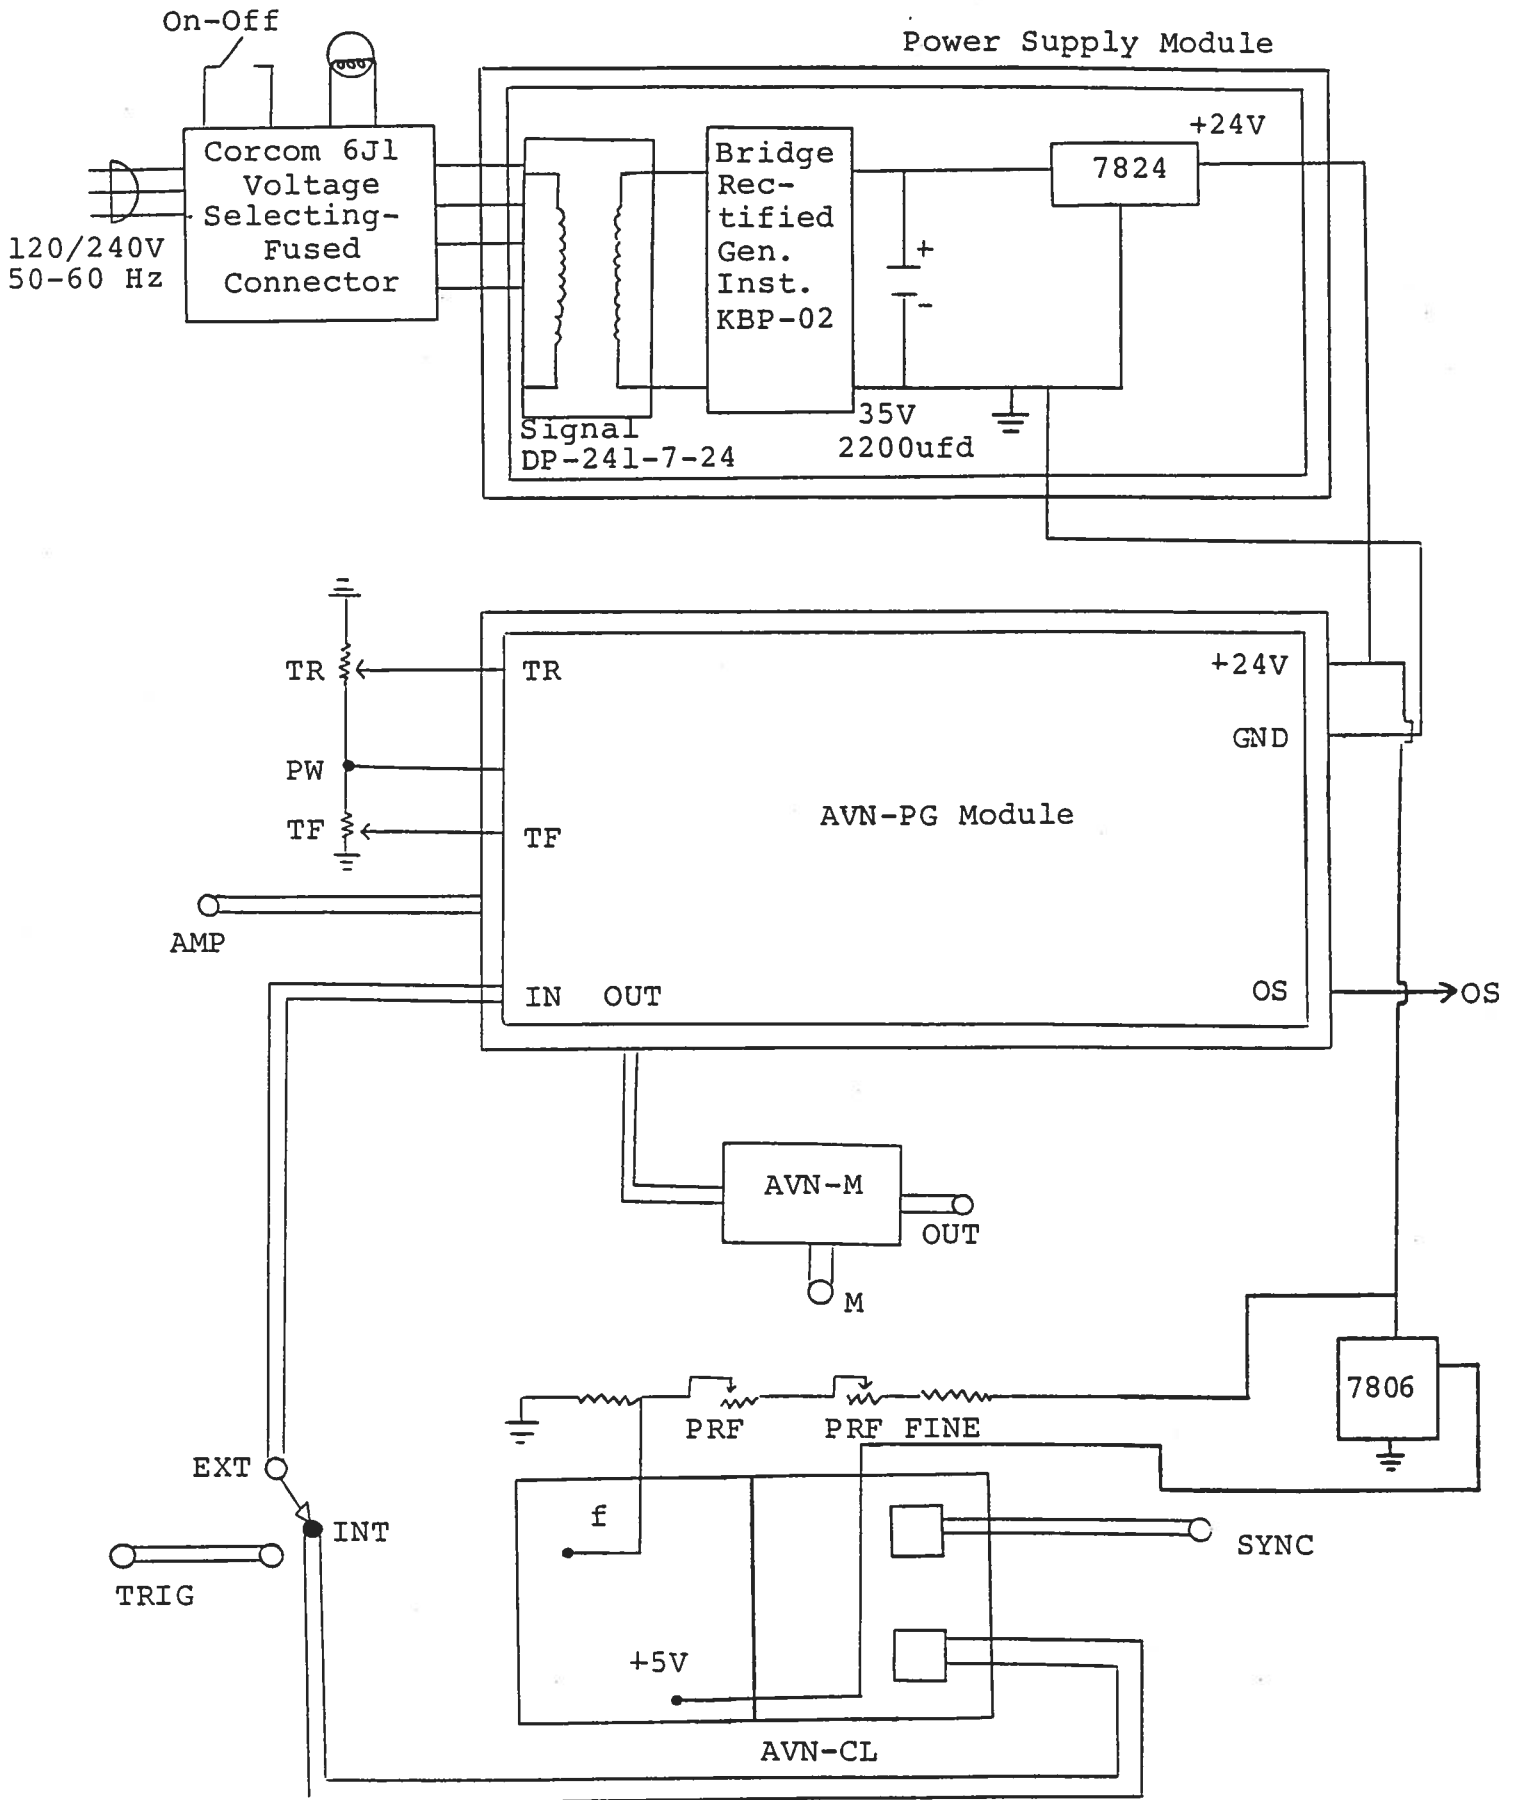 On-Off
Power Supply Module
Corcom 6J1
Voltage
Selecting-
Fused
Connector
120/240V
50-60 Hz
Bridge
Rec-
tified
Gen.
Inst.
KBP-02
+24V
7824
+
-
Signal
DP-241-7-24
35V
2200ufd
TR
TR
+24V
PW
GND
AVN-PG Module
TF
TF
AMP
IN
OUT
OS
OS
AVN-M
OUT
M
7806
PRF
PRF FINE
EXT
f
INT
SYNC
TRIG
+5V
AVN-CL